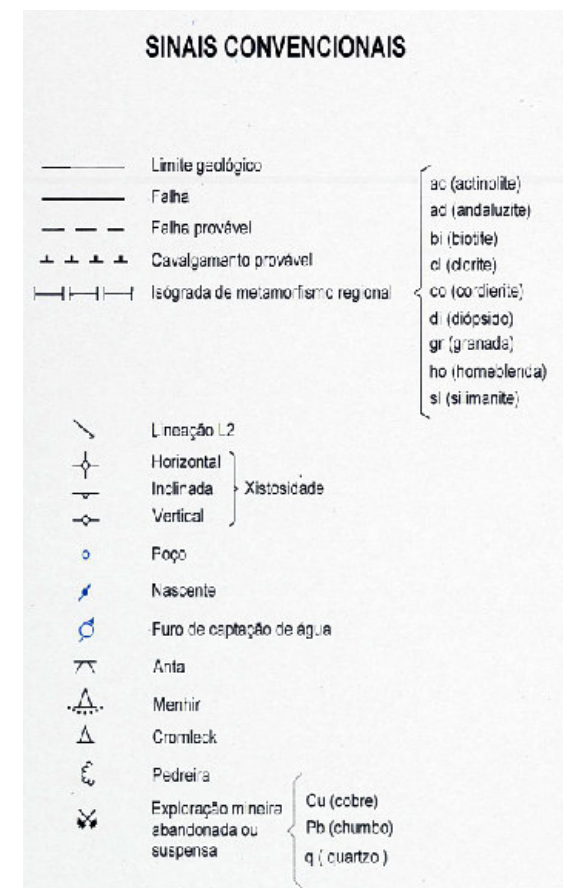 SINAIS CONVENCIONAIS
Limite geológico
Falha
Falha provável
Cavalgamento provável
Isógrada de metamorfismo regional
ac (actinolite)
ad (andaluzite)
bi (biotite)
cl (clorite)
co (cordierite)
di (diópsido)
gr (granada)
ho (horneblenda)
sl (silimanite)
Lineação L2
Horizontal
Inclinada
Vertical
Xistosidade
Poço
Nascente
Furo de captação de água
Anta
Menhir
Cromleck
Pedreira
Exploração mineira
abandonada ou
suspensa
Cu (cobre)
Pb (chumbo)
q ( quartzo )